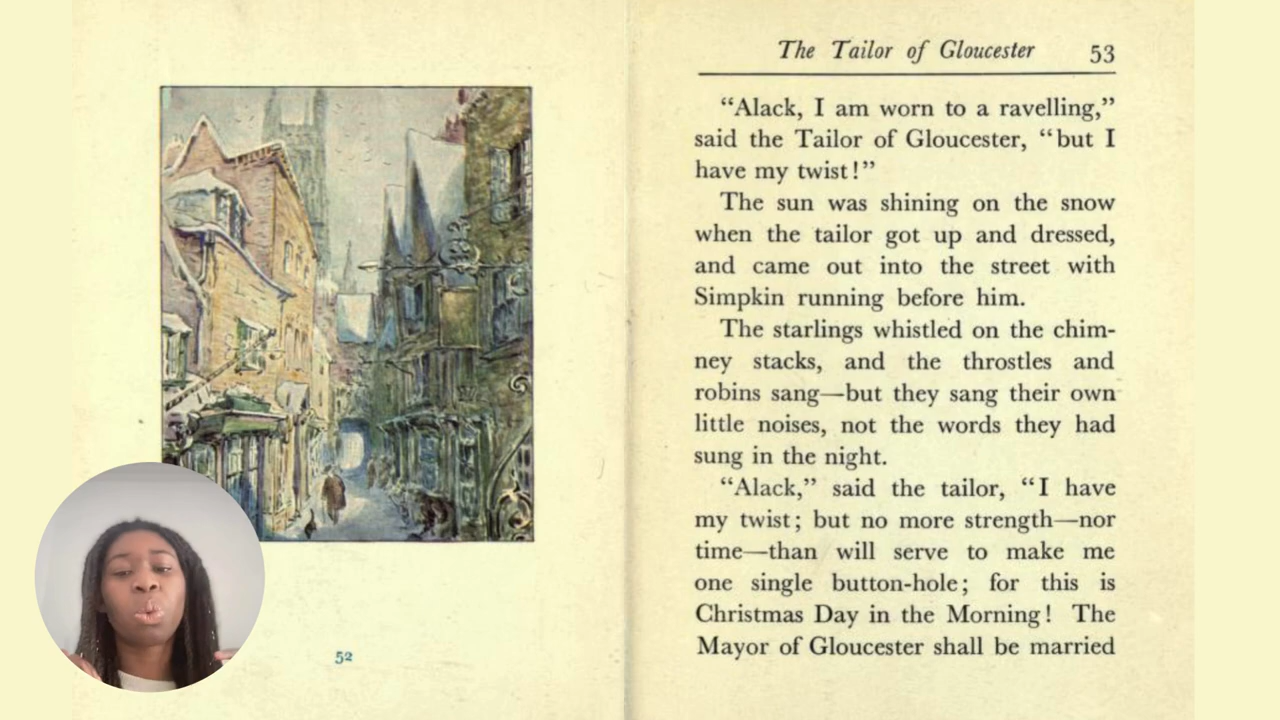 52
The Tailor of Gloucester 53
“Alack, I am worn to a ravelling,”
said the Tailor of Gloucester, “but I
have my twist!”
The sun was shining on the snow
when the tailor got up and dressed,
and came out into the street with
Simpkin running before him.
The starlings whistled on the chim-
ney stacks, and the throstles and
robins sang—but they sang their own
little noises, not the words they had
sung in the night.
“Alack,” said the tailor, “I have
my twist; but no more strength—nor
time—than will serve to make me
one single button-hole; for this is
Christmas Day in the Morning! The
Mayor of Gloucester shall be married